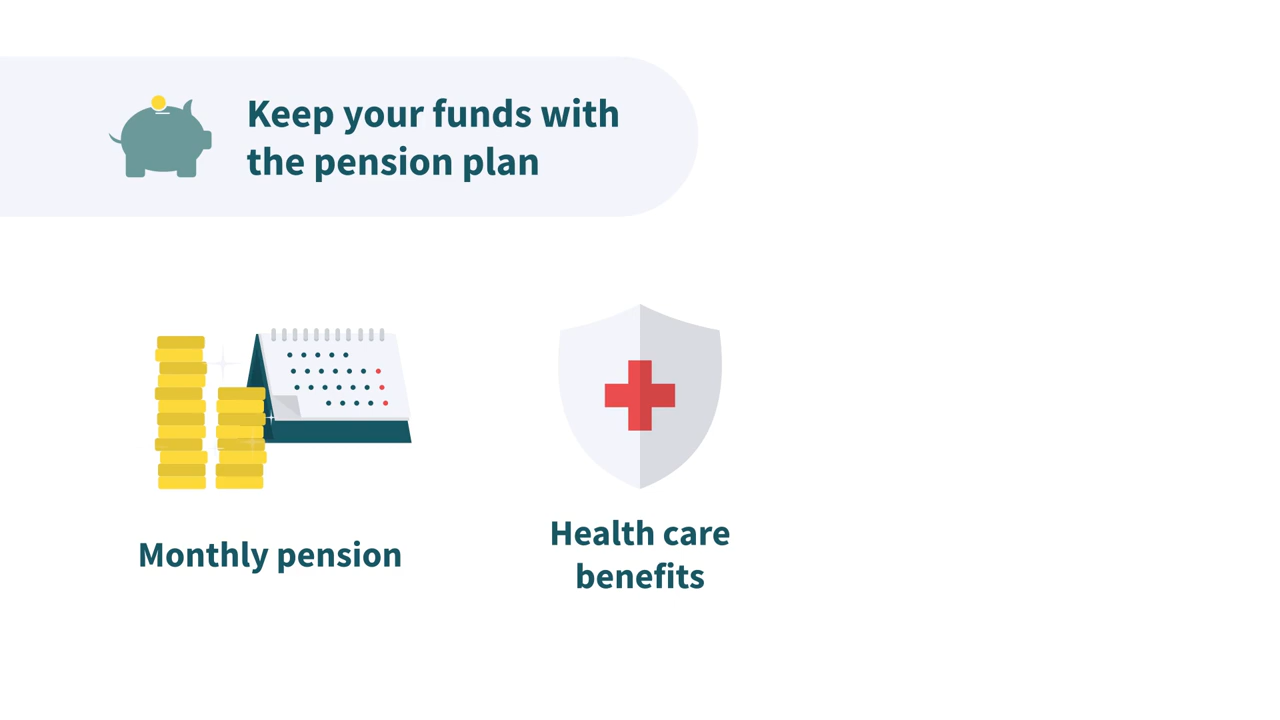 Keep your funds with
the pension plan
Monthly pension
Health care
benefits